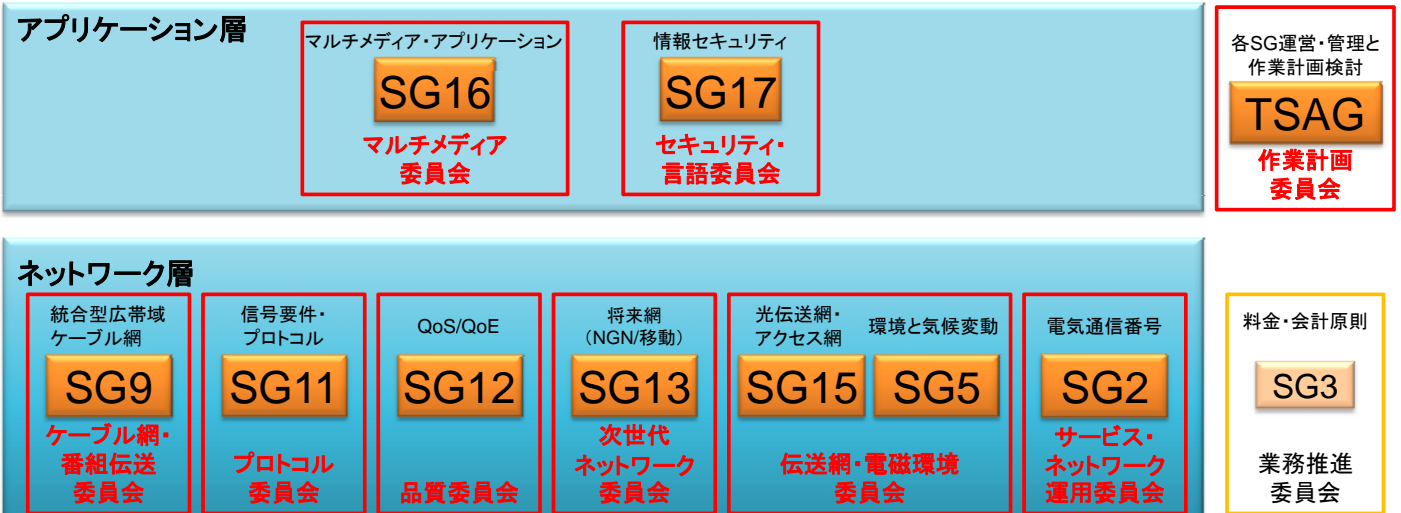 アプリケーション層
マルチメディア・アプリケーション
SG16
マルチメディア
委員会
情報セキュリティ
SG17
セキュリティ・
言語委員会
各SG運営・管理と
作業計画検討
TSAG
作業計画
委員会
ネットワーク層
統合型広帯域
ケーブル網
SG9
ケーブル網・
番組伝送
委員会
信号要件・
プロトコル
SG11
プロトコル
委員会
QoS/QoE
SG12
品質委員会
将来網
（NGN/移動）
SG13
次世代
ネットワーク
委員会
光伝送網・
アクセス網
SG15
環境と気候変動
SG5
伝送網・電磁環境
委員会
電気通信番号
SG2
サービス・
ネットワーク
運用委員会
料金・会計原則
SG3
業務推進
委員会